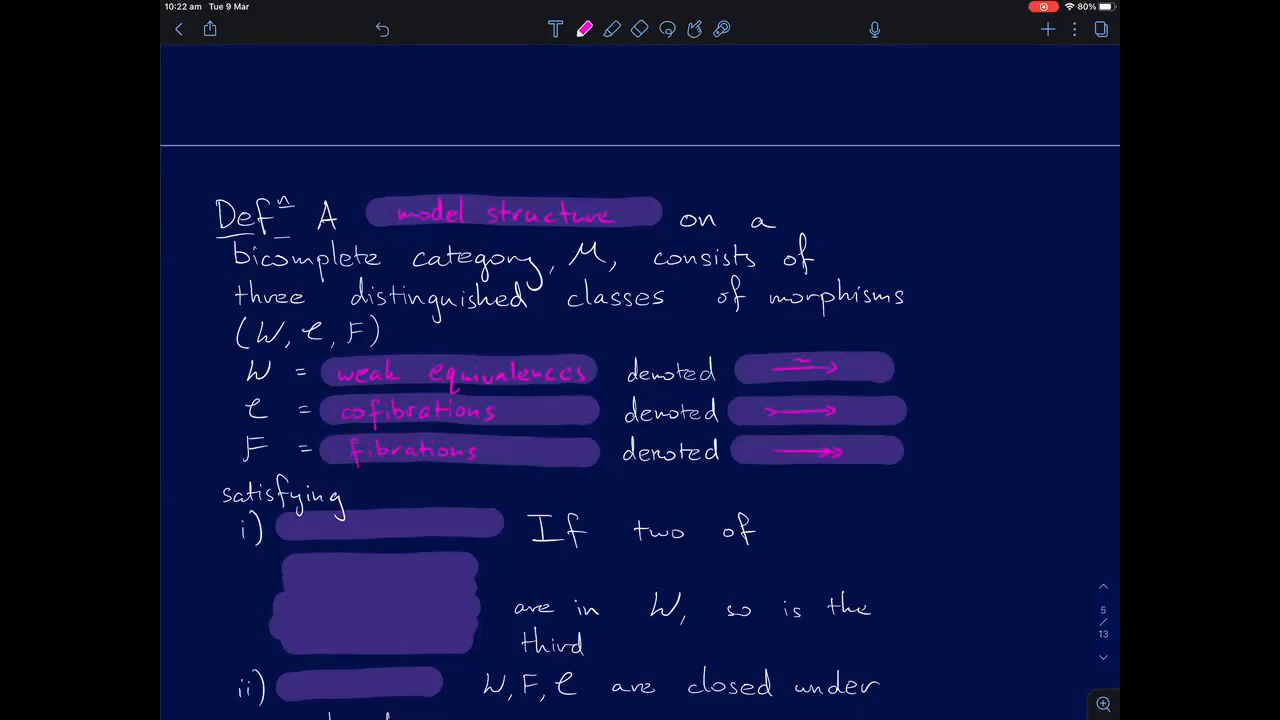 10:22 am Tue 9 Mar
80%
T
Defⁿ A model structure on a
bicomplete category, M, consists of
three distinguished classes of morphisms
(W, C, F)
W = weak equivalences denoted ⥲
C = cofibrations denoted ↣
F = fibrations denoted ↠
satisfying
i) If two of
are in W, so is the
third
ii) W, F, C are closed under
5
/
13